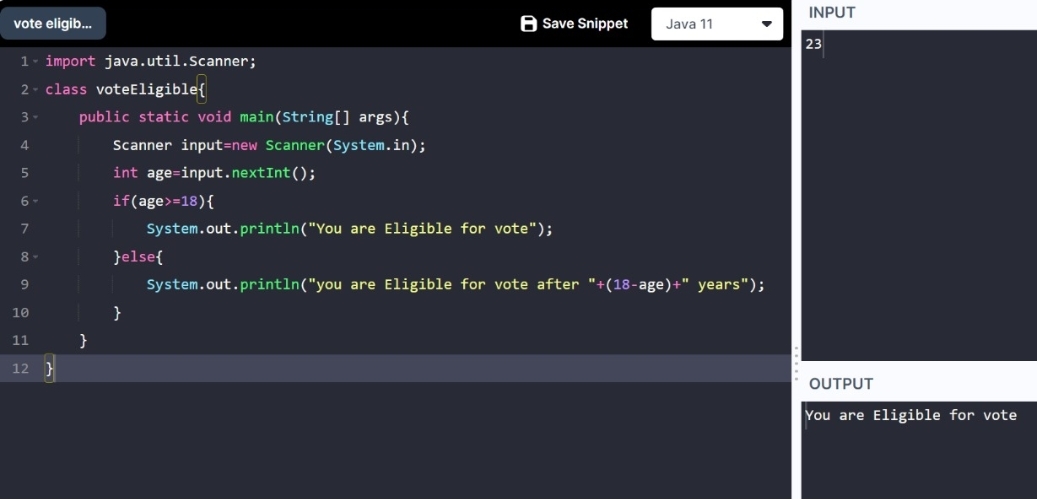 vote eligib...
Save Snippet
Java 11
1 import java.util.Scanner;
2 class voteEligible{
3 public static void main(String[] args){
4 Scanner input=new Scanner(System.in);
5 int age=input.nextInt();
6 if(age>=18){
7 System.out.println("You are Eligible for vote");
8 }else{
9 System.out.println("you are Eligible for vote after "+(18-age)+" years");
10 }
11 }
12 }
INPUT
23
OUTPUT
You are Eligible for vote